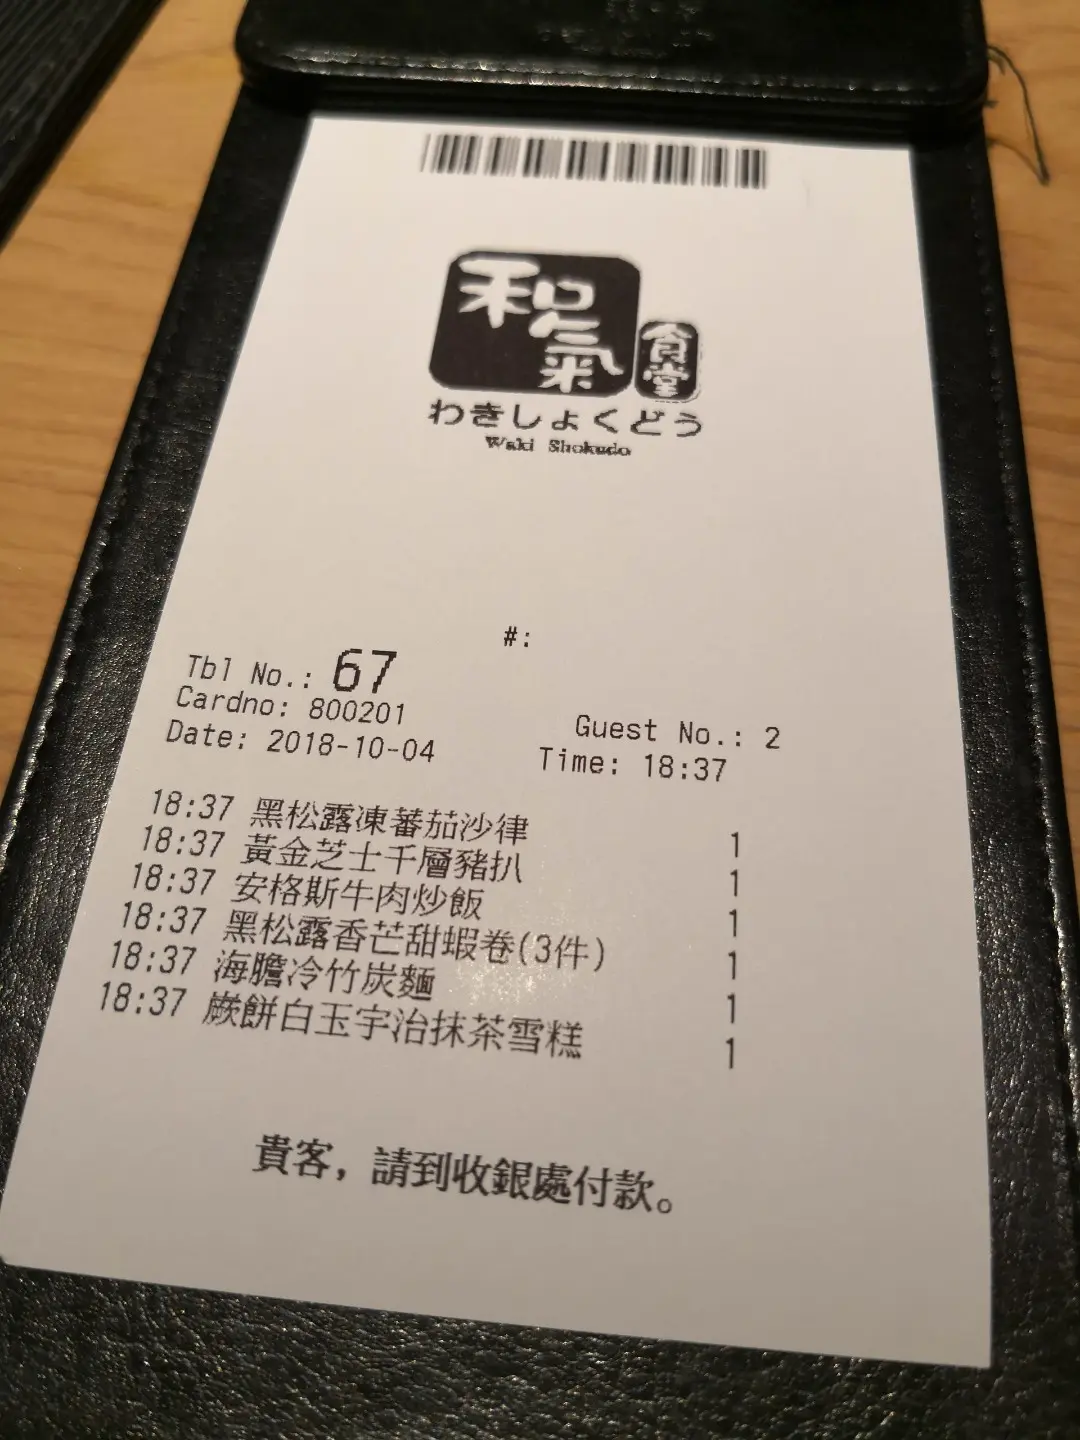 和氣
食堂
わきしょくどう
Waki Shokudo
#:
Tbl No.: 67
Cardno: 800201 Guest No.: 2
Date: 2018-10-04 Time: 18:37
18:37 黑松露凍蕃茄沙律 1
18:37 黃金芝士千層豬扒 1
18:37 安格斯牛肉炒飯 1
18:37 黑松露香芒甜蝦卷(3件) 1
18:37 海膽冷竹炭麵 1
18:37 蕨餅白玉宇治抹茶雪糕 1
貴客，請到收銀處付款。